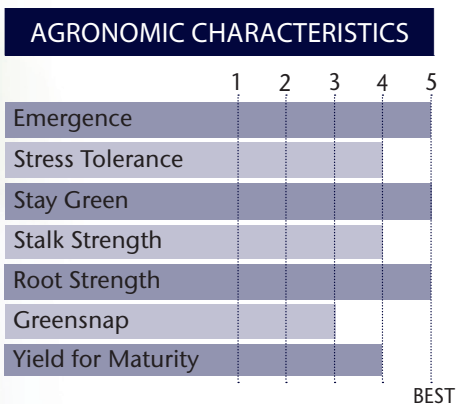 AGRONOMIC CHARACTERISTICS
1 2 3 4 5
Emergence
Stress Tolerance
Stay Green
Stalk Strength
Root Strength
Greensnap
Yield for Maturity
BEST